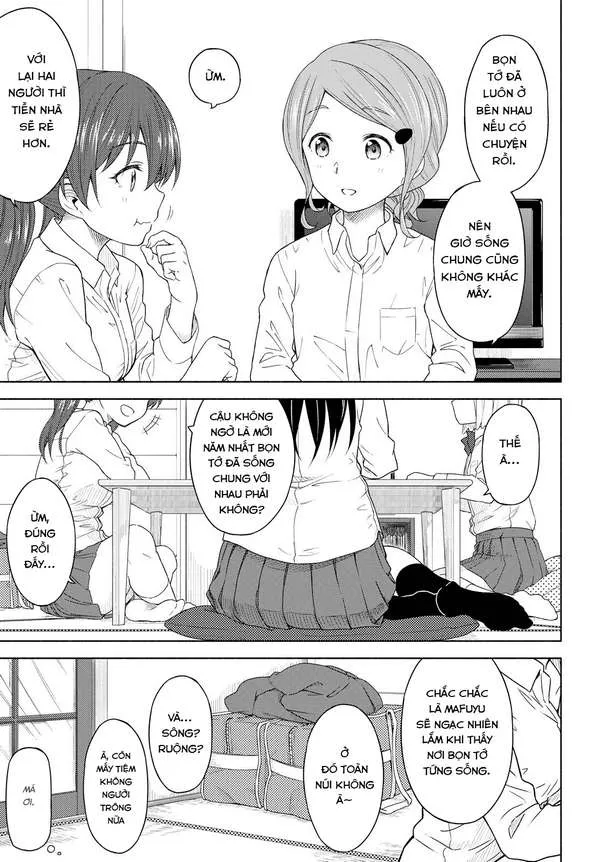 BỌN
TỚ ĐÃ
LUÔN Ở
BÊN NHAU
NẾU CÓ
CHUYỆN
RỒI.
NÊN
GIỜ SỐNG
CHUNG CŨNG
KHÔNG KHÁC
MẤY.
ỪM.
VỚI
LẠI HAI
NGƯỜI THÌ
TIỀN NHÀ
SẼ RẺ
HƠN.
THẾ
À...
CẬU KHÔNG
NGỜ LÀ MỚI
NĂM NHẤT BỌN
TỚ ĐÃ SỐNG
CHUNG VỚI
NHAU PHẢI
KHÔNG?
ỪM,
ĐÚNG
RỒI
ĐẤY...
CHẮC CHẮC
LÀ MAFUYU
SẼ NGẠC NHIÊN
LẮM KHI THẤY
NƠI BỌN TỚ
TỪNG SỐNG.
Ở
ĐÓ TOÀN
NÚI KHÔNG
À~
VÀ...
SÔNG?
RUỘNG?
À, CÒN
MẤY TIỆM
KHÔNG
NGƯỜI
TRÔNG
NỮA
MÁ
ƠI.